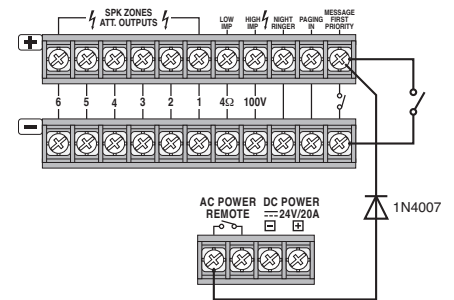 SPK ZONES
ATT. OUTPUTS
LOW
IMP
HIGH
IMP
NIGHT
RINGER
PAGING
IN
MESSAGE
FIRST
PRIORITY
+
6 5 4 3 2 1 4Ω 100V
−
AC POWER
REMOTE
DC POWER
24V/20A
− +
1N4007